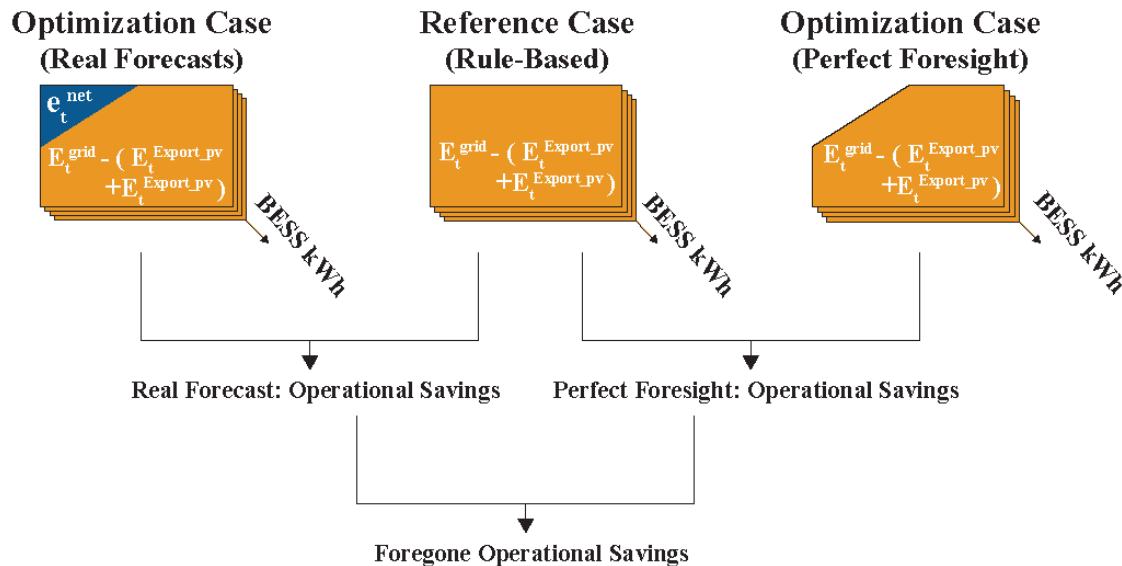 Optimization Case
(Real Forecasts)
Reference Case
(Rule-Based)
Optimization Case
(Perfect Foresight)
e_t^net
E_t^grid - ( E_t^Export_pv
+E_t^Export_pv )
BESS kWh
E_t^grid - ( E_t^Export_pv
+E_t^Export_pv )
BESS kWh
E_t^grid - ( E_t^Export_pv
+E_t^Export_pv )
BESS kWh
Real Forecast: Operational Savings
Perfect Foresight: Operational Savings
Foregone Operational Savings